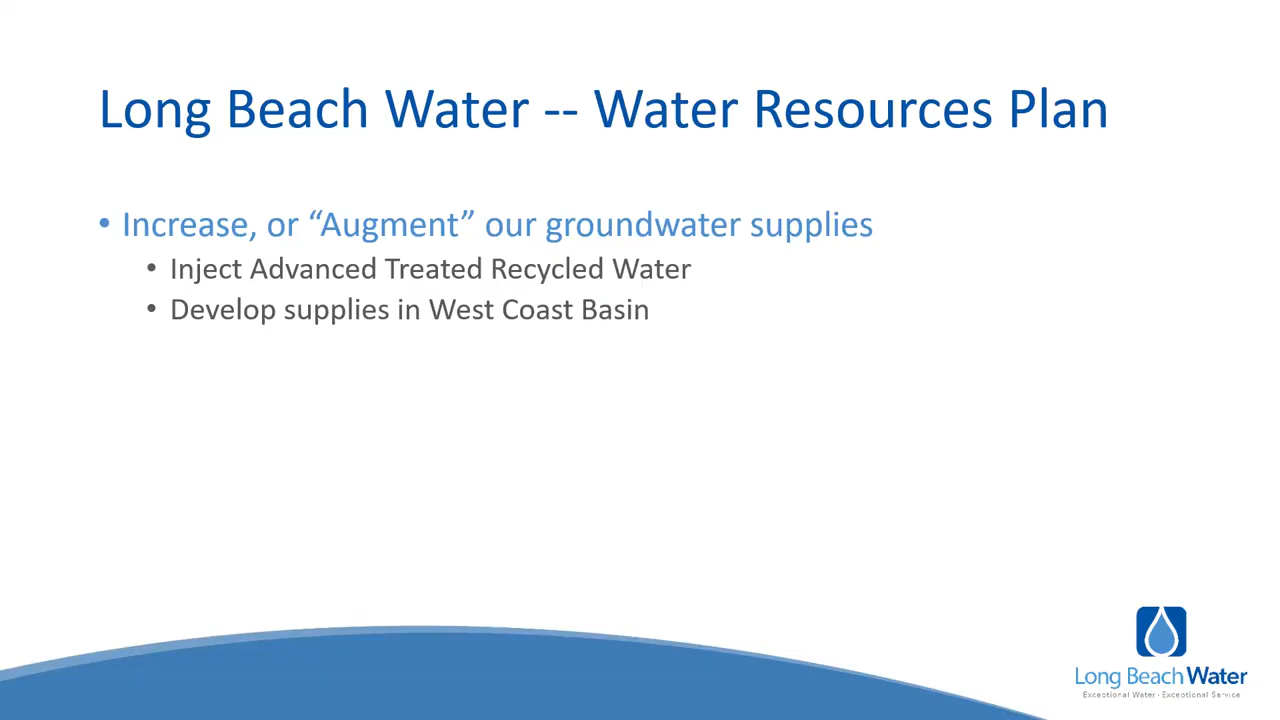 Long Beach Water -- Water Resources Plan
• Increase, or “Augment” our groundwater supplies
• Inject Advanced Treated Recycled Water
• Develop supplies in West Coast Basin
Long Beach Water
Exceptional Water - Exceptional Service